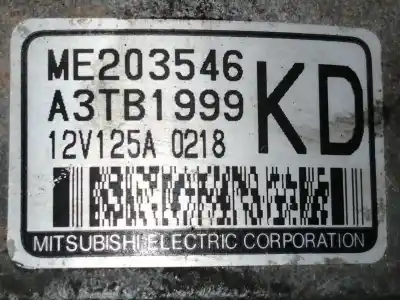 ME203546
A3TB1999
KD
12V125A 0218
MITSUBISHI ELECTRIC CORPORATION